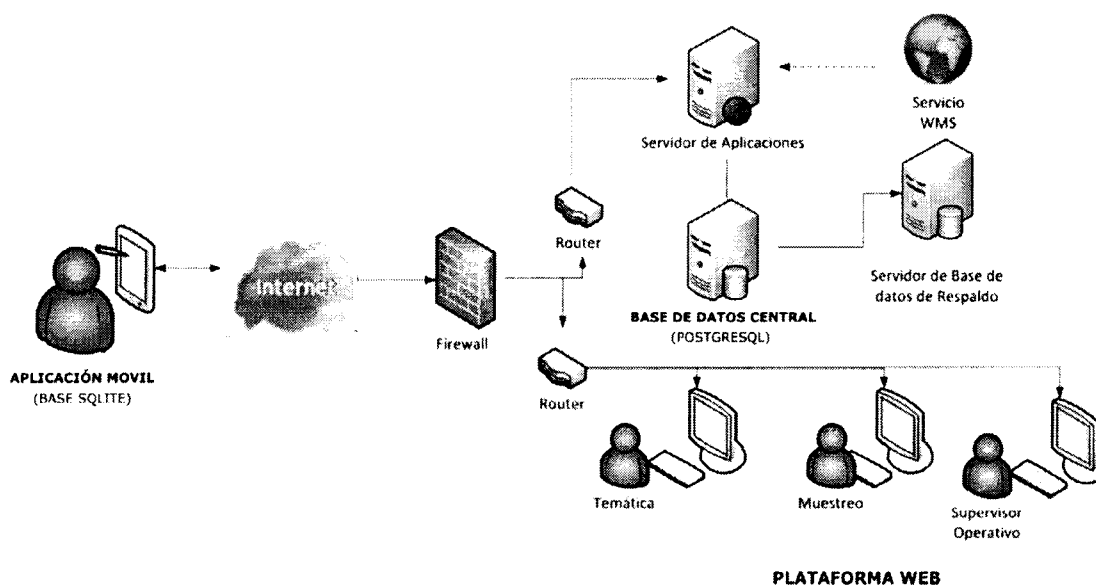 Servidor de Aplicaciones
Servicio
WMS
Router
Internet
Firewall
Servidor de Base de
datos de Respaldo
BASE DE DATOS CENTRAL
(POSTGRESQL)
APLICACIÓN MOVIL
(BASE SQLITE)
Router
Temática
Muestreo
Supervisor
Operativo
PLATAFORMA WEB